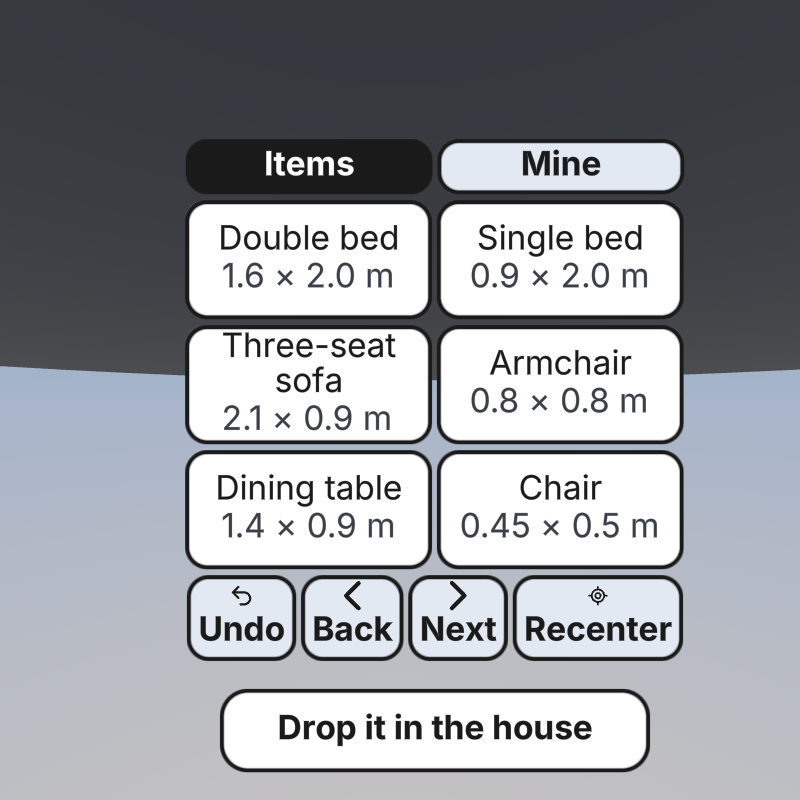 Items
Mine
Double bed
1.6 × 2.0 m
Single bed
0.9 × 2.0 m
Three-seat
sofa
2.1 × 0.9 m
Armchair
0.8 × 0.8 m
Dining table
1.4 × 0.9 m
Chair
0.45 × 0.5 m
Undo
Back
Next
Recenter
Drop it in the house